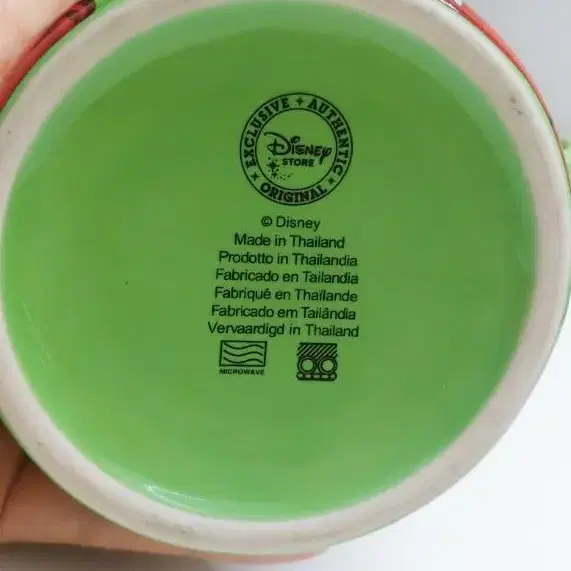 EXCLUSIVE + AUTHENTIC
DISNEY
STORE
× ORIGINAL ×
© Disney
Made in Thailand
Prodotto in Thailandia
Fabricado en Tailandia
Fabriqué en Thaïlande
Fabricado em Tailândia
Vervaardigd in Thailand
MICROWAVE